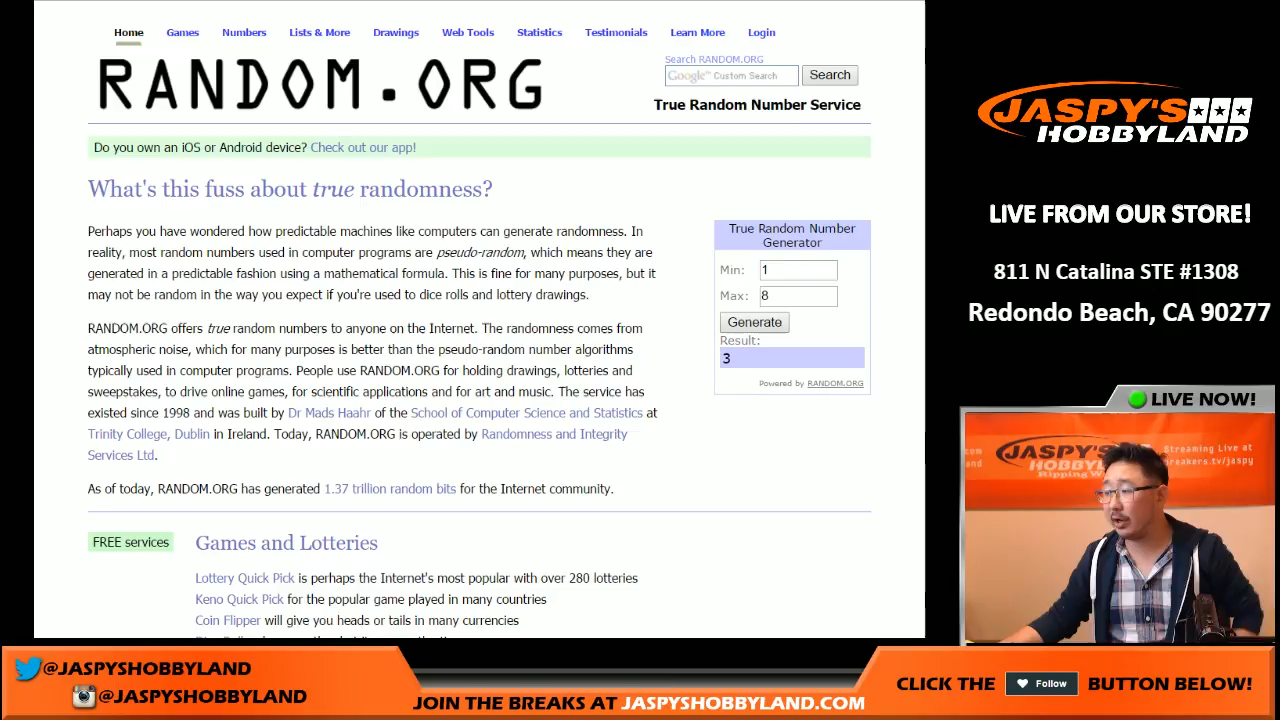 Home Games Numbers Lists & More Drawings Web Tools Statistics Testimonials Learn More Login
RANDOM.ORG
Search RANDOM.ORG
Google™ Custom Search Search
True Random Number Service
Do you own an iOS or Android device? Check out our app!
What's this fuss about true randomness?
Perhaps you have wondered how predictable machines like computers can generate randomness. In
reality, most random numbers used in computer programs are pseudo-random, which means they are
generated in a predictable fashion using a mathematical formula. This is fine for many purposes, but it
may not be random in the way you expect if you're used to dice rolls and lottery drawings.
RANDOM.ORG offers true random numbers to anyone on the Internet. The randomness comes from
atmospheric noise, which for many purposes is better than the pseudo-random number algorithms
typically used in computer programs. People use RANDOM.ORG for holding drawings, lotteries and
sweepstakes, to drive online games, for scientific applications and for art and music. The service has
existed since 1998 and was built by Dr Mads Haahr of the School of Computer Science and Statistics at
Trinity College, Dublin in Ireland. Today, RANDOM.ORG is operated by Randomness and Integrity
Services Ltd.
As of today, RANDOM.ORG has generated 1.37 trillion random bits for the Internet community.
True Random Number
Generator
Min: 1
Max: 8
Generate
Result:
3
Powered by RANDOM.ORG
FREE services
Games and Lotteries
Lottery Quick Pick is perhaps the Internet's most popular with over 280 lotteries
Keno Quick Pick for the popular game played in many countries
Coin Flipper will give you heads or tails in many currencies
JASPY'S
HOBBYLAND
LIVE FROM OUR STORE!
811 N Catalina STE #1308
Redondo Beach, CA 90277
LIVE NOW!
JASPY'S
HOBBYLAND
Streaming Live at
breakers.tv/jaspy
@JASPYSHOBBYLAND
@JASPYSHOBBYLAND
JOIN THE BREAKS AT JASPYSHOBBYLAND.COM
CLICK THE Follow BUTTON BELOW!